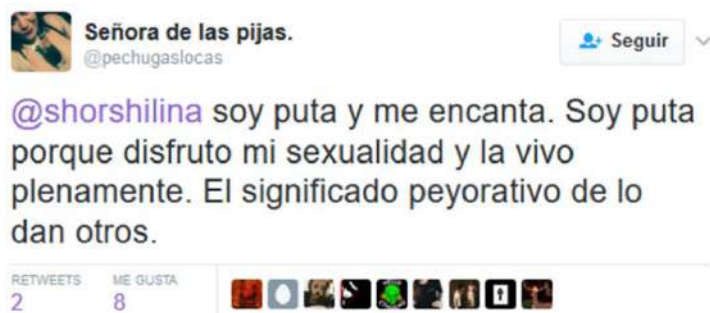 Señora de las pijas.
@pechugaslocas
Seguir
@shorshilina soy puta y me encanta. Soy puta
porque disfruto mi sexualidad y la vivo
plenamente. El significado peyorativo de lo
dan otros.
RETWEETS ME GUSTA
2 8